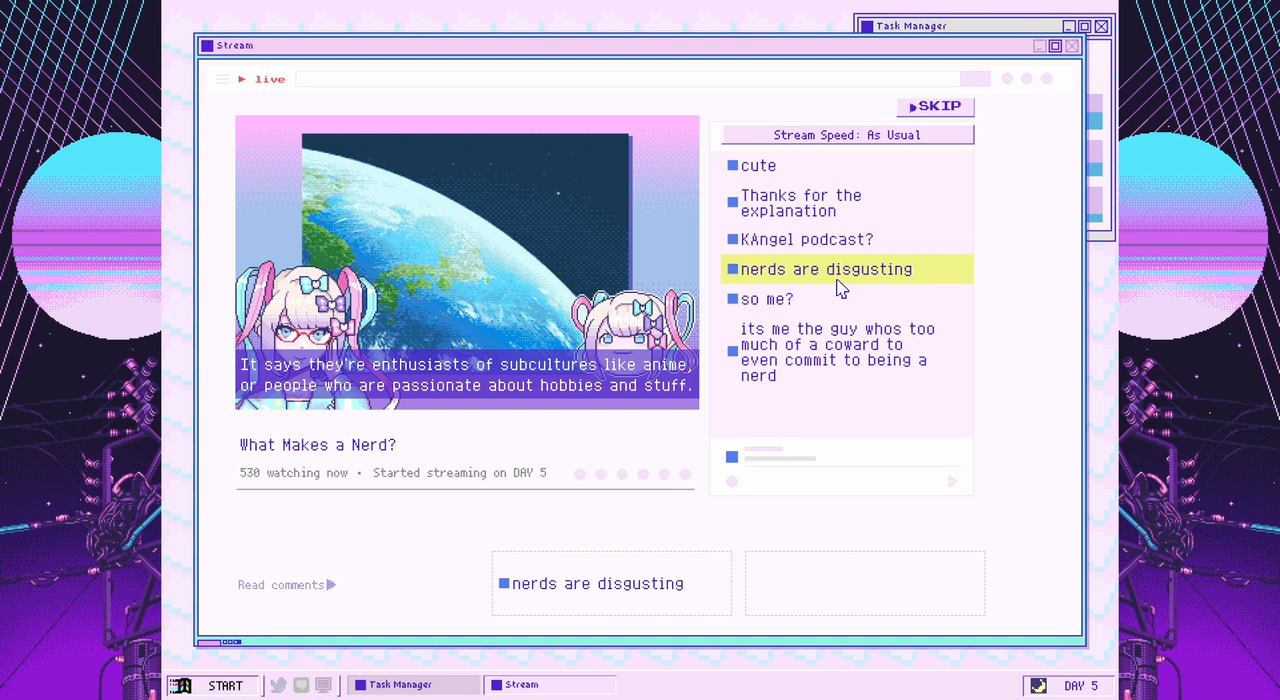 Task Manager
Stream
live
SKIP
Stream Speed: As Usual
cute
Thanks for the
explanation
KAngel podcast?
nerds are disgusting
so me?
its me the guy whos too
much of a coward to
even commit to being a
nerd
It says they're enthusiasts of subcultures like anime,
or people who are passionate about hobbies and stuff.
What Makes a Nerd?
530 watching now • Started streaming on DAY 5
Read comments
nerds are disgusting
START
Task Manager
Stream
DAY 5